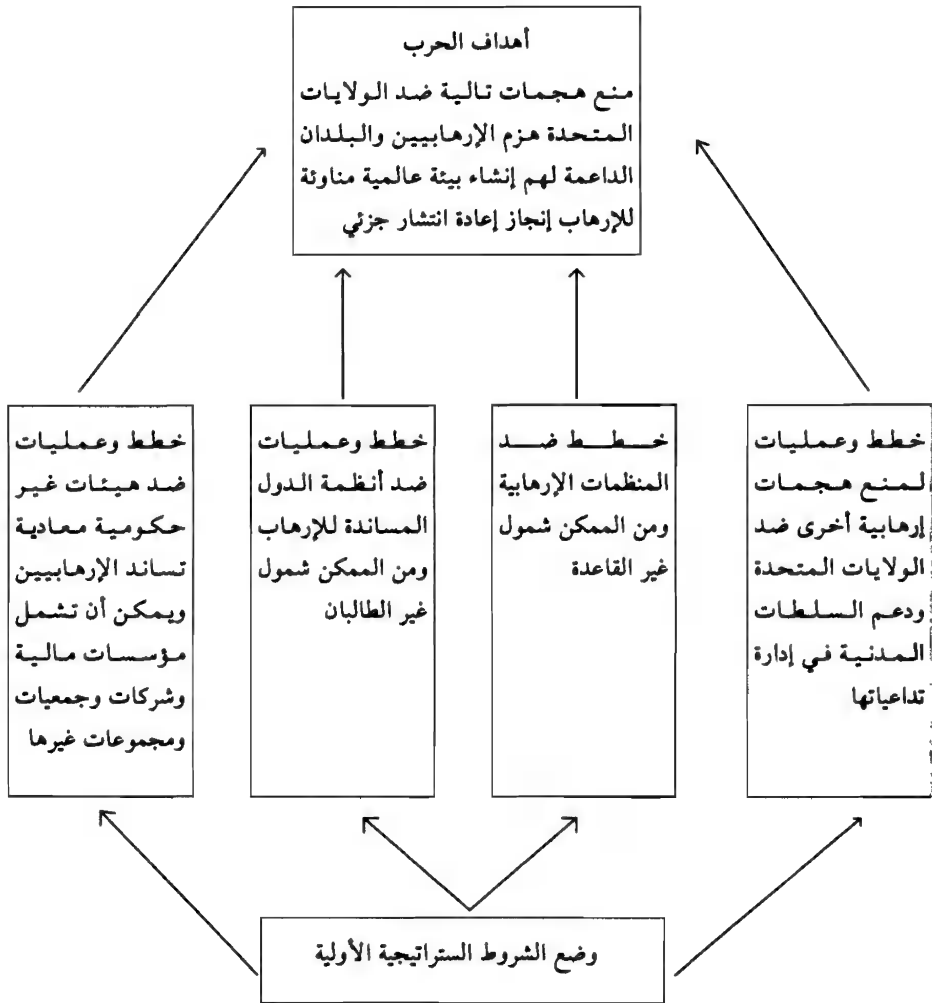 أهداف الحرب
منع هجمات تالية ضد الولايات
المتحدة هزم الإرهابيين والبلدان
الداعمة لهم إنشاء بيئة عالمية مناوئة
للإرهاب إنجاز إعادة انتشار جزئي
خطط وعمليات
لمنع هجمات
إرهابية أخرى ضد
الولايات المتحدة
ودعم السلطات
المدنية في إدارة
تداعياتها
خطط ضد
المنظمات الإرهابية
ومن الممكن شمول
غير القاعدة
خطط وعمليات
ضد أنظمة الدول
المساندة للإرهاب
ومن الممكن شمول
غير الطالبان
خطط وعمليات
ضد هيئات غير
حكومية معادية
تساند الإرهابيين
ويمكن أن تشمل
مؤسسات مالية
وشركات وجمعيات
ومجموعات غيرها
وضع الشروط الستراتيجية الأولية